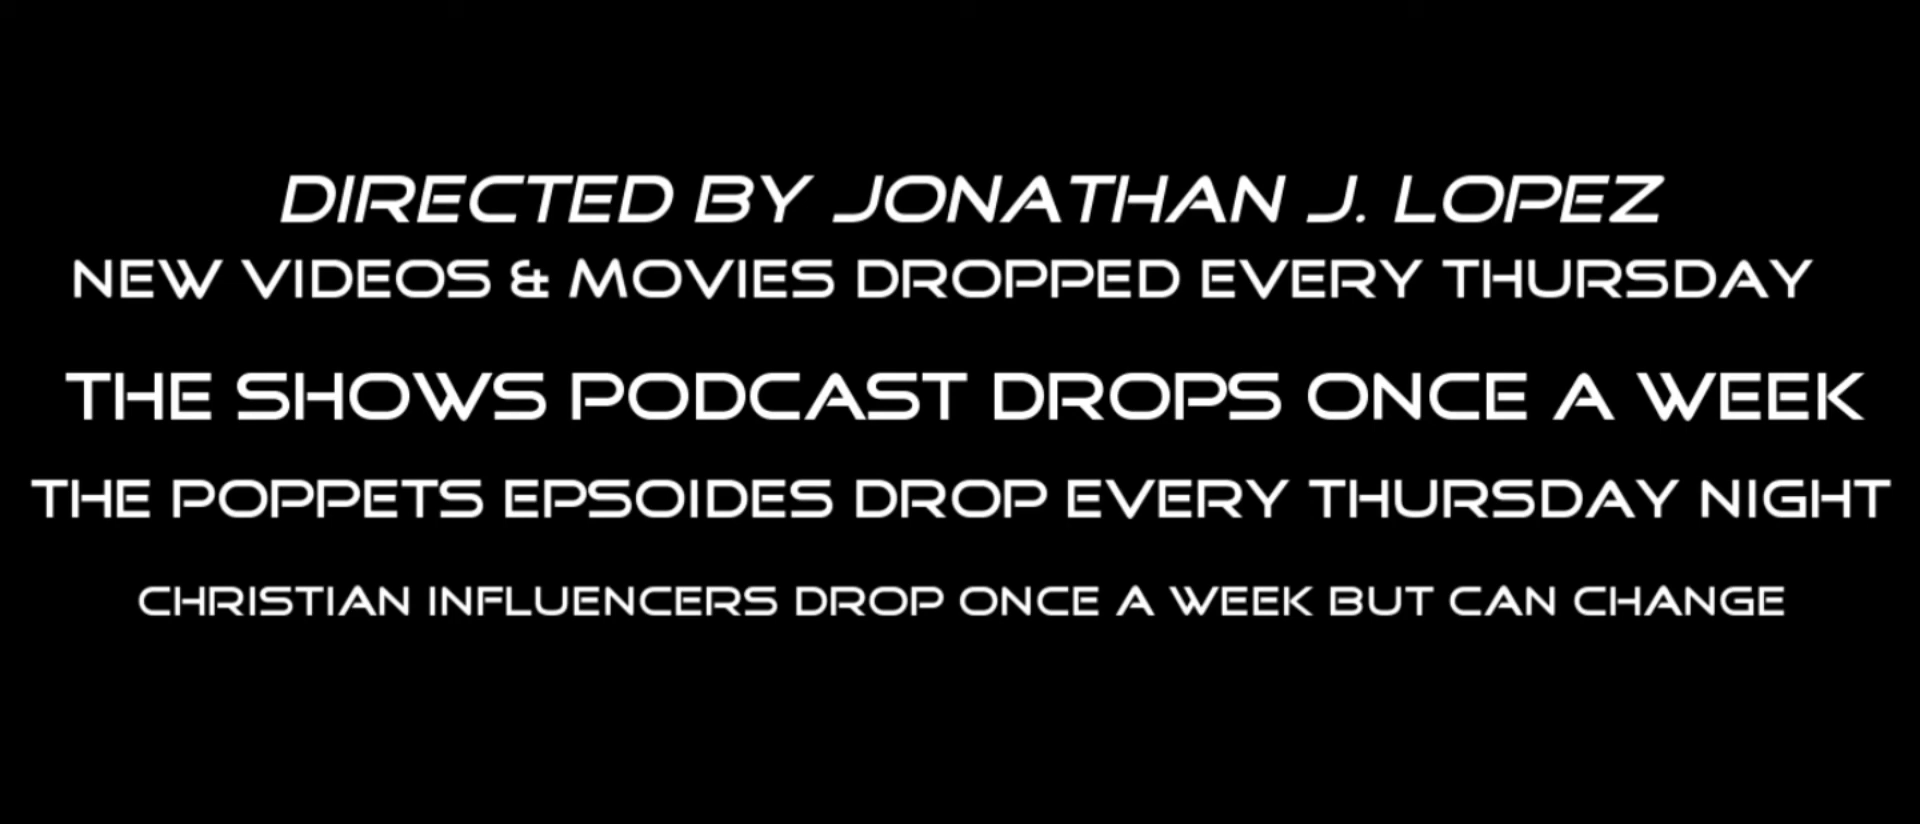 DIRECTED BY JONATHAN J. LOPEZ
NEW VIDEOS & MOVIES DROPPED EVERY THURSDAY
THE SHOWS PODCAST DROPS ONCE A WEEK
THE POPPETS EPSOIDES DROP EVERY THURSDAY NIGHT
CHRISTIAN INFLUENCERS DROP ONCE A WEEK BUT CAN CHANGE